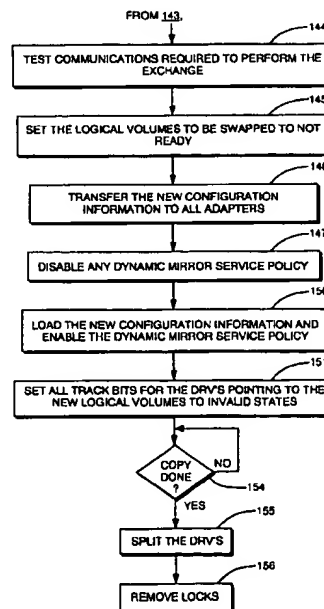 FROM 143,
144
TEST COMMUNICATIONS REQUIRED TO PERFORM THE
EXCHANGE
145
SET THE LOGICAL VOLUMES TO BE SWAPPED TO NOT
READY
146
TRANSFER THE NEW CONFIGURATION
INFORMATION TO ALL ADAPTERS
147
DISABLE ANY DYNAMIC MIRROR SERVICE POLICY
150
LOAD THE NEW CONFIGURATION INFORMATION AND
ENABLE THE DYNAMIC MIRROR SERVICE POLICY
151
SET ALL TRACK BITS FOR THE DRV'S POINTING TO THE
NEW LOGICAL VOLUMES TO INVALID STATES
COPY
DONE
?
NO
154
YES
155
SPLIT THE DRV'S
156
REMOVE LOCKS